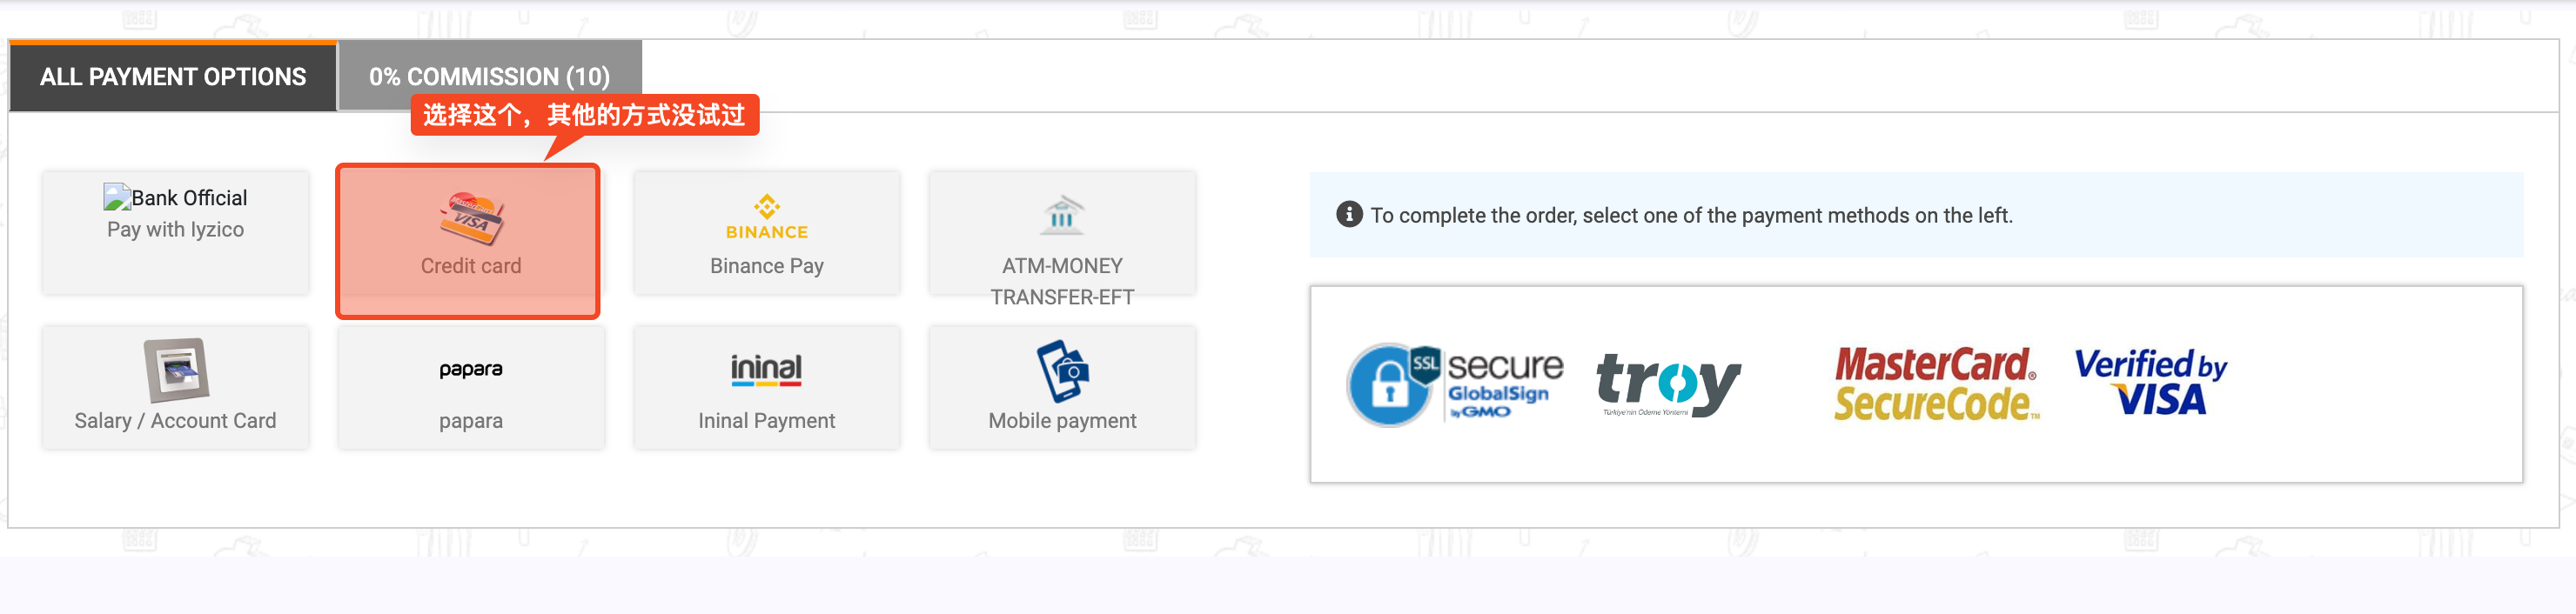 ALL PAYMENT OPTIONS
0% COMMISSION (10)
选择这个，其他的方式没试过
Bank Official
Pay with Iyzico
MasterCard
VISA
Credit card
BINANCE
Binance Pay
ATM-MONEY
TRANSFER-EFT
Salary / Account Card
papara
papara
ininal
Ininal Payment
Mobile payment
To complete the order, select one of the payment methods on the left.
SSL
secure
GlobalSign
by GMO
troy
Türkiye'nin Ödeme Yöntemi
MasterCard®
SecureCode™
Verified by
VISA